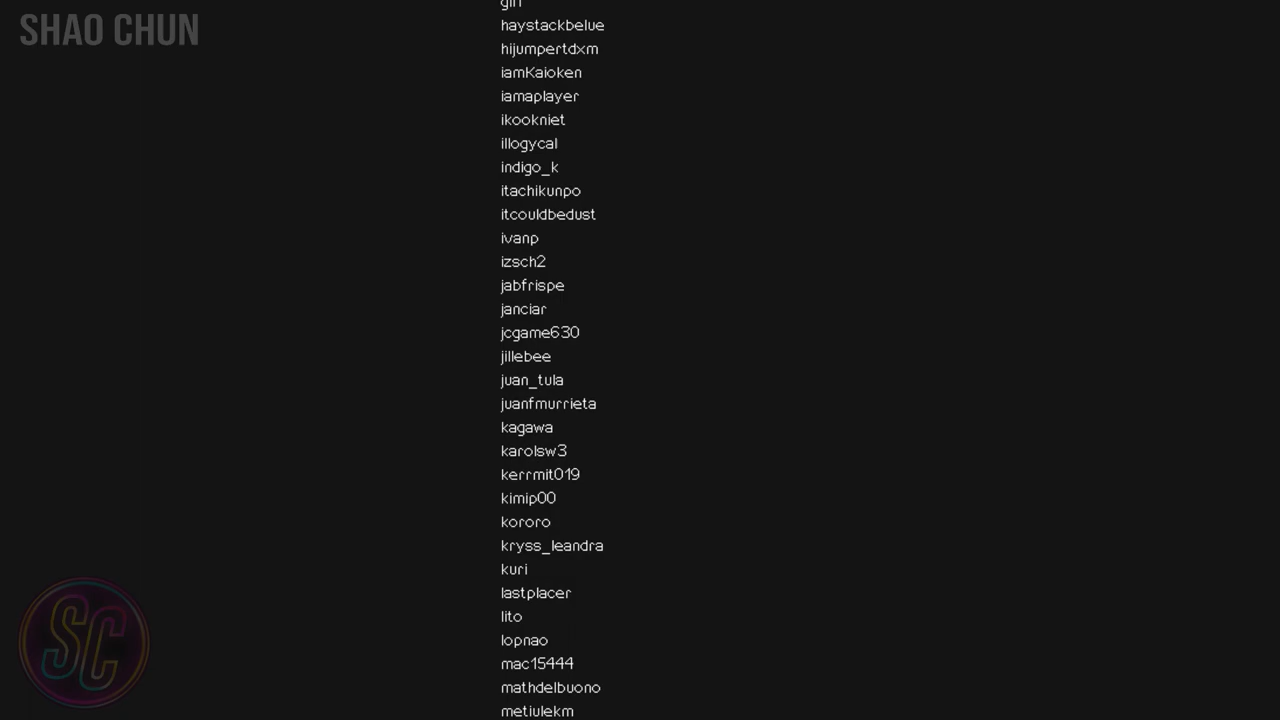 SHAO CHUN
girl
haystackbelue
hijumpertdxm
iamKaioken
iamaplayer
ikookniet
illogycal
indigo_k
itachikunpo
itcouldbedust
ivanp
izsch2
jabfrispe
janciar
jcgame630
jillebee
juan_tula
juanfmurrieta
kagawa
karolsw3
kerrmit019
kimip00
kororo
kryss_leandra
kuri
lastplacer
lito
lopnao
mac15444
mathdelbuono
metiulekm
SC